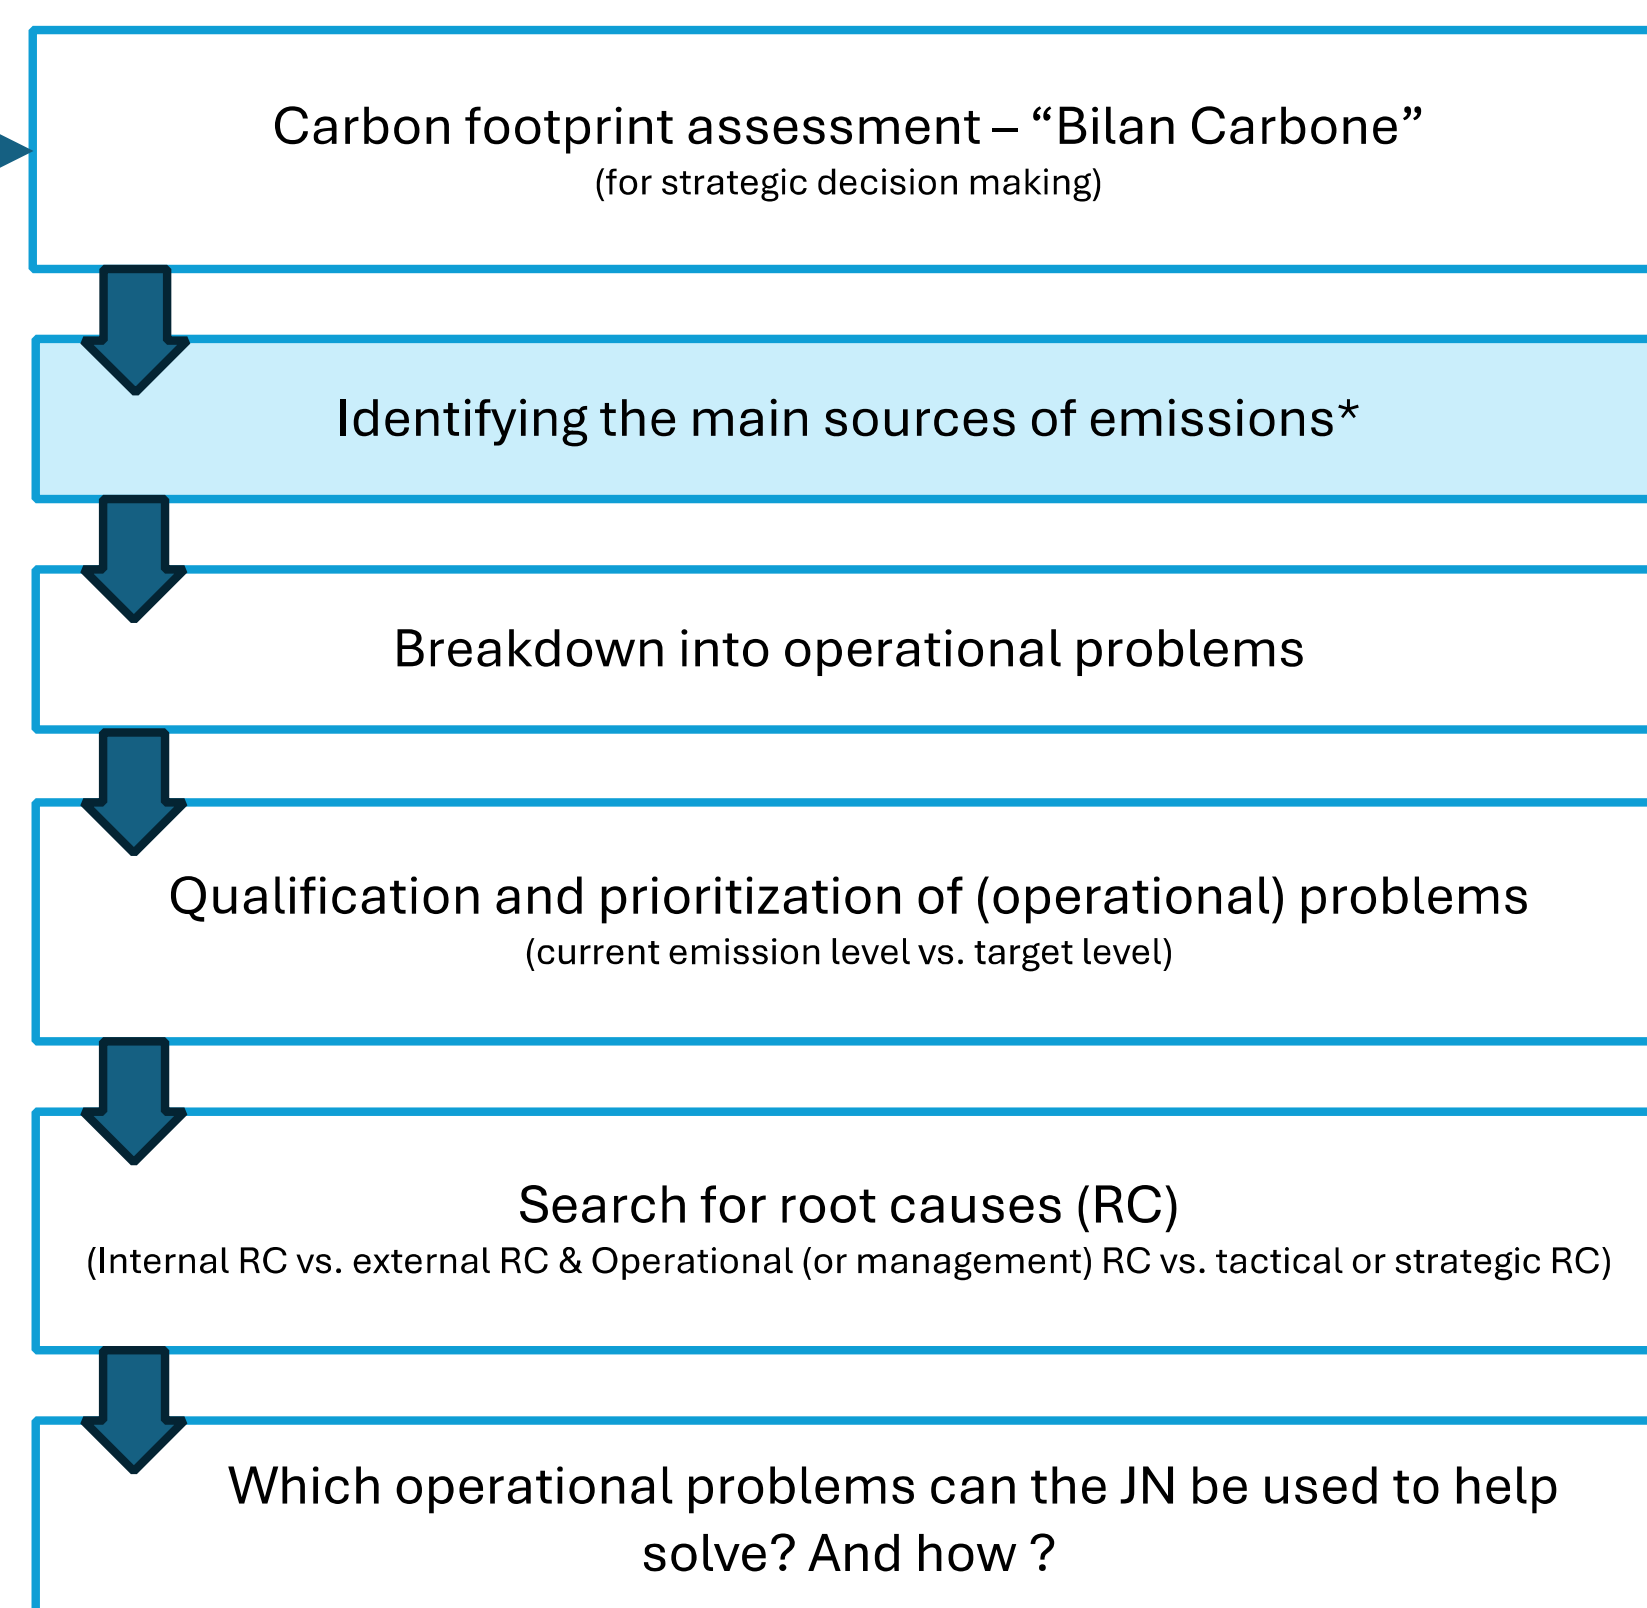 Carbon footprint assessment – “Bilan Carbone”
(for strategic decision making)
Identifying the main sources of emissions*
Breakdown into operational problems
Qualification and prioritization of (operational) problems
(current emission level vs. target level)
Search for root causes (RC)
(Internal RC vs. external RC & Operational (or management) RC vs. tactical or strategic RC)
Which operational problems can the JN be used to help
solve? And how ?